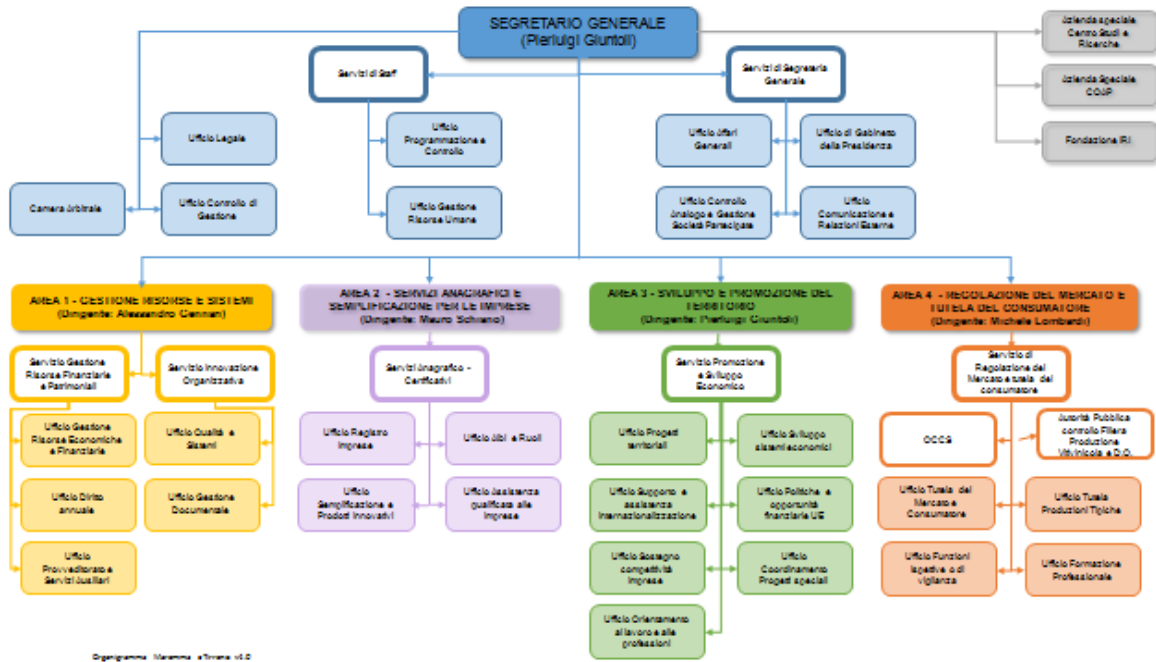 SEGRETARIO GENERALE
(Pierluigi Giuntoli)
Azienda speciale
Centro Studi e
Ricerche
Servizi di Staff
Servizi di Segreteria
Generale
Azienda Speciale
COAP
Ufficio Legale
Ufficio
Programmazione e
Controllo
Ufficio Affari
Generali
Ufficio di Gabinetto
della Presidenza
Fondazione IRI
Camera Arbitrale
Ufficio Controllo di
Gestione
Ufficio Gestione
Risorse Umane
Ufficio Controllo
Analogo e Gestione
Società Partecipate
Ufficio
Comunicazione e
Relazioni Esterne
AREA 1 - GESTIONE RISORSE E SISTEMI
(Dirigente: Alessandro Gennari)
AREA 2 - SERVIZI ANAGRAFICI E
SEMPLIFICAZIONE PER LE IMPRESE
(Dirigente: Mauro Schiano)
AREA 3 - SVILUPPO E PROMOZIONE DEL
TERRITORIO
(Dirigente: Pierluigi Giuntoli)
AREA 4 - REGOLAZIONE DEL MERCATO E
TUTELA DEL CONSUMATORE
(Dirigente: Michele Lombardi)
Servizio Gestione
Risorse Finanziarie
e Patrimoniali
Servizio Innovazione
Organizzativa
Servizi Anagrafico -
Certificativi
Servizio Promozione
e Sviluppo
Economico
Servizio di
Regolazione del
Mercato e tutela del
consumatore
Ufficio Gestione
Risorse Economiche
e Finanziarie
Ufficio Qualità e
Sistemi
Ufficio Registro
Imprese
Ufficio Albi e Ruoli
Ufficio Progetti
territoriali
Ufficio Sviluppo
sistemi economici
OCCS
Autorità Pubblica
controllo Filiera
Produzione
Vitivinicola e D.O.
Ufficio Diritto
annuale
Ufficio Gestione
Documentale
Ufficio
Semplificazione e
Prodotti Innovativi
Ufficio Assistenza
qualificata alle
Imprese
Ufficio Supporto e
assistenza
internazionalizzazione
Ufficio Politiche e
opportunità
finanziarie UE
Ufficio Tutela del
Mercato e
Consumatore
Ufficio Tutela
Produzioni Tipiche
Ufficio
Provveditorato e
Servizi Ausiliari
Ufficio Sostegno
competitività
Imprese
Ufficio
Coordinamento
Progetti speciali
Ufficio Funzioni
ispettive o di
vigilanza
Ufficio Formazione
Professionale
Ufficio Orientamento
al lavoro e alle
professioni
Organigramma Maremma e Tirreno